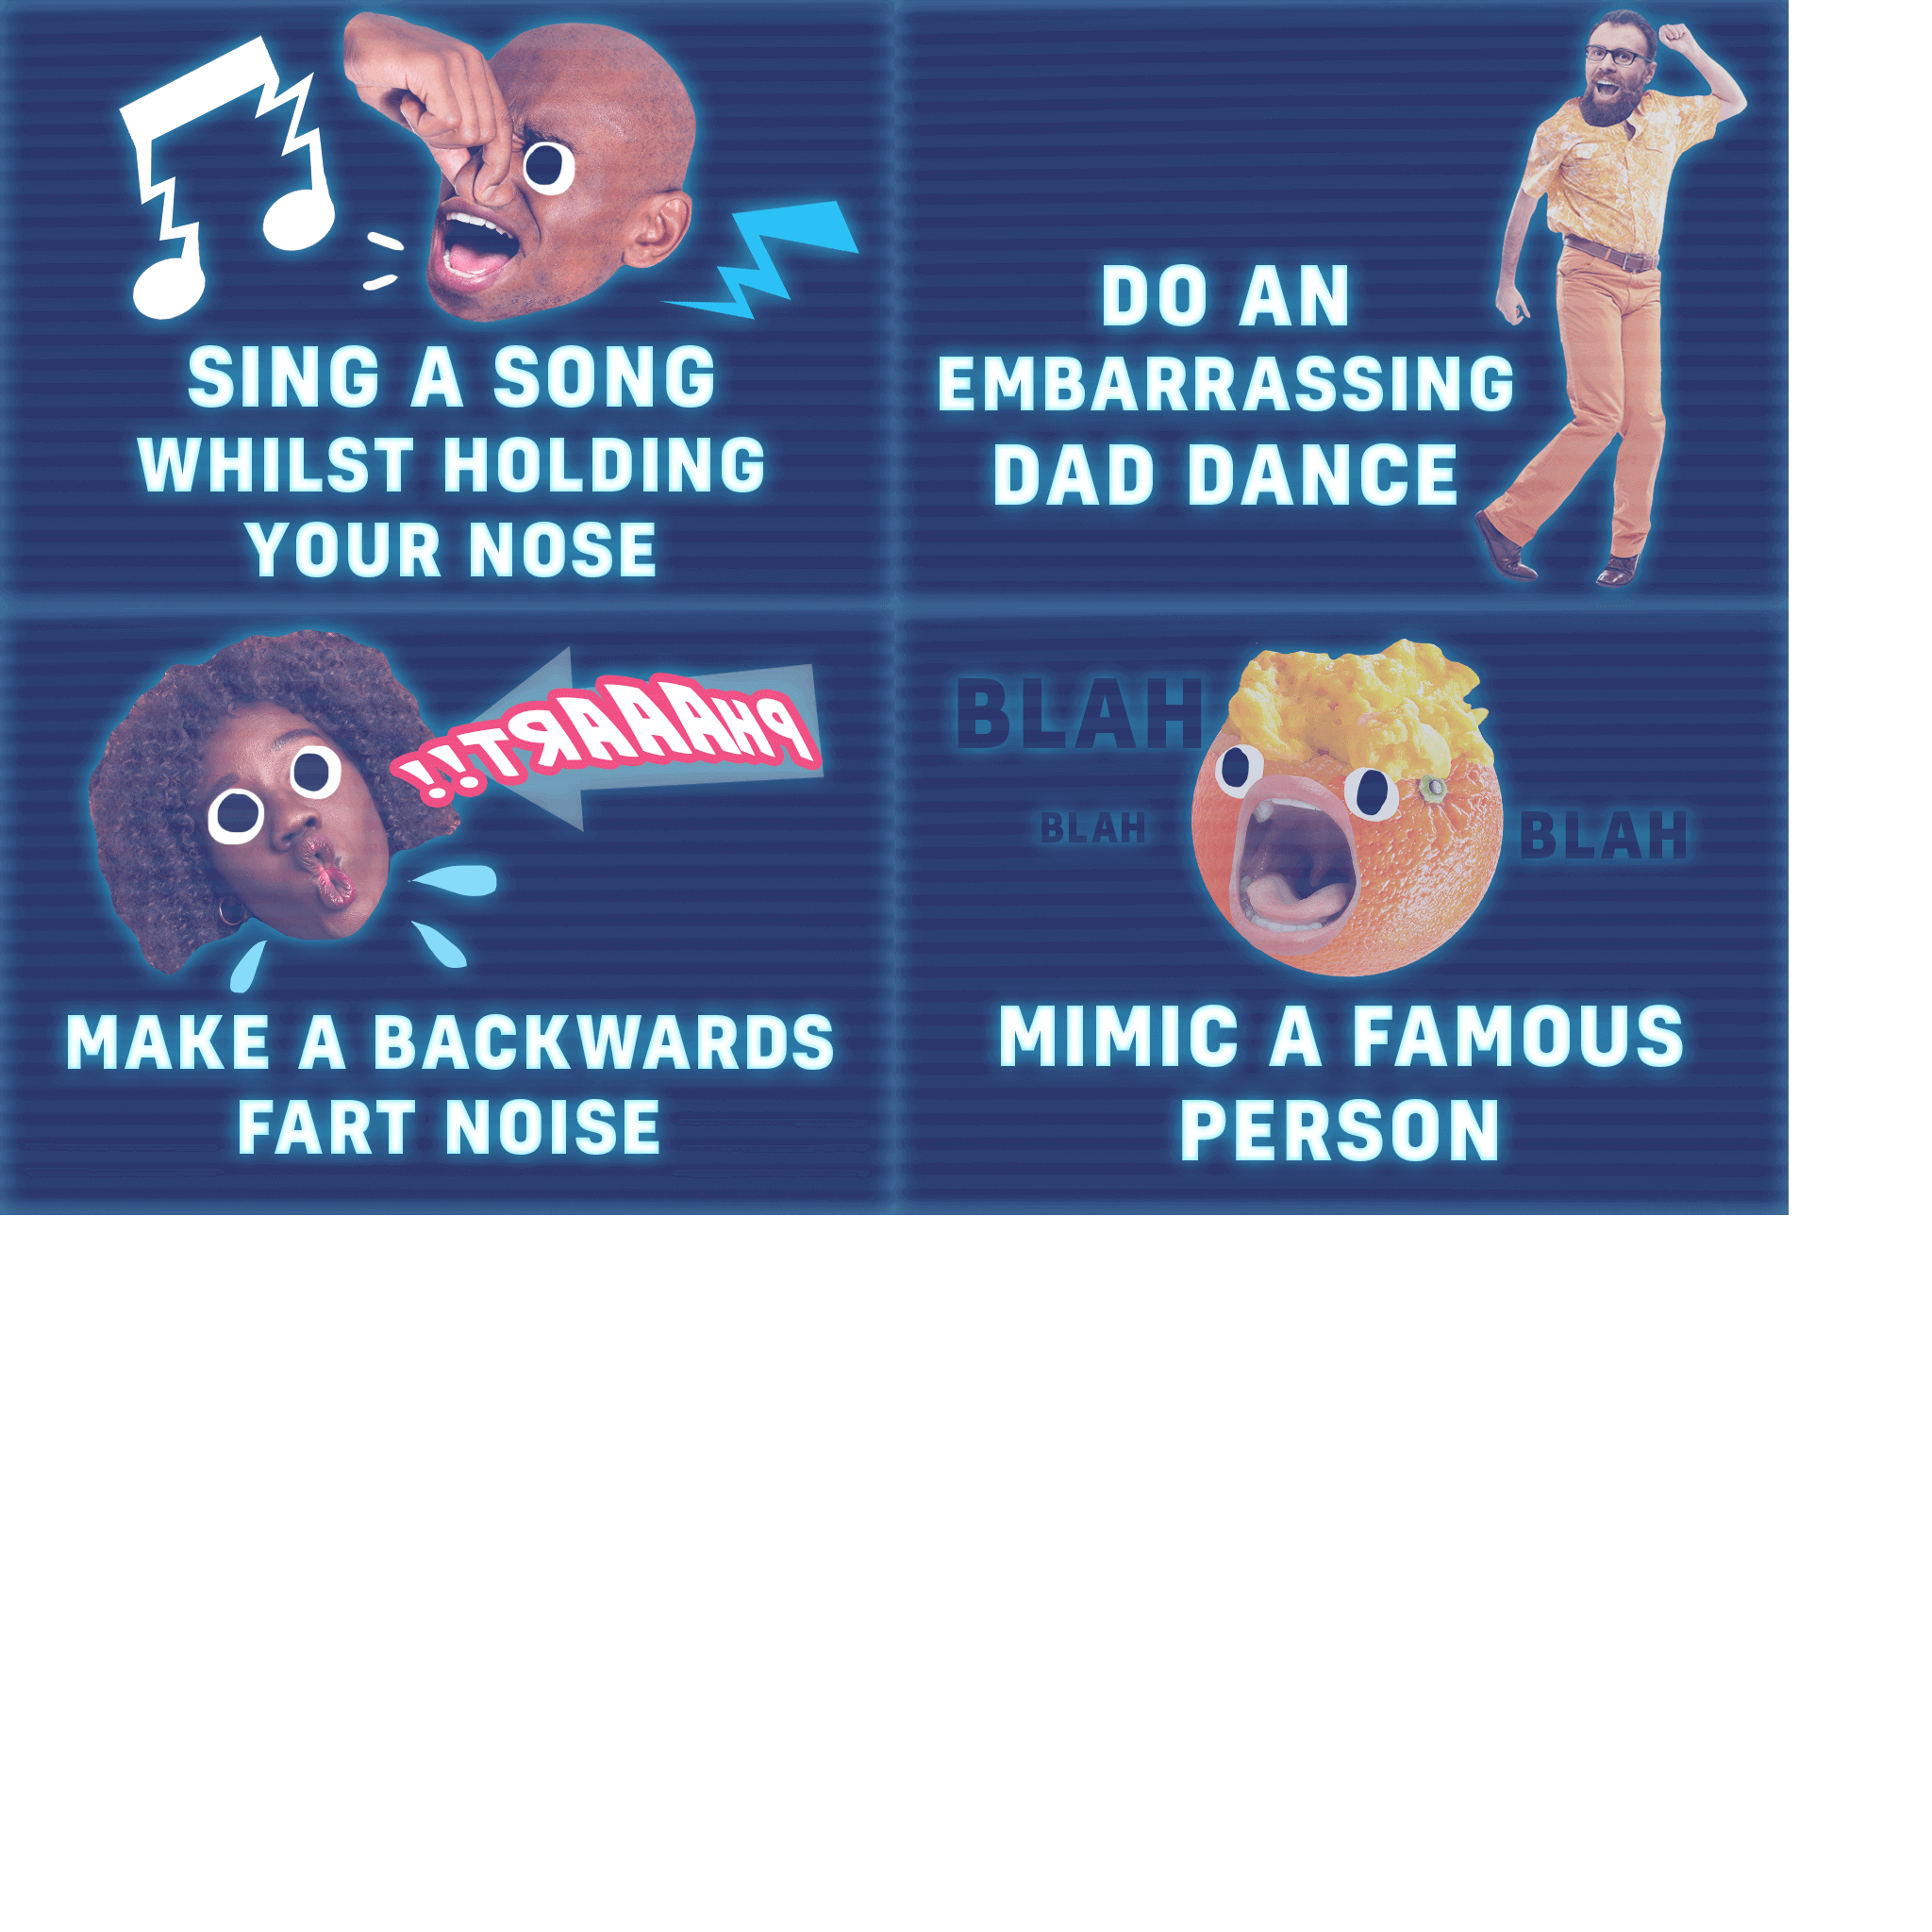 SING A SONG
WHILST HOLDING
YOUR NOSE
DO AN
EMBARRASSING
DAD DANCE
PHAAAART!!
MAKE A BACKWARDS
FART NOISE
BLAH
BLAH
BLAH
MIMIC A FAMOUS
PERSON